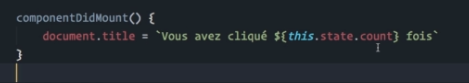 componentDidMount() {
document.title = `Vous avez cliqué ${this.state.count} fois`
}